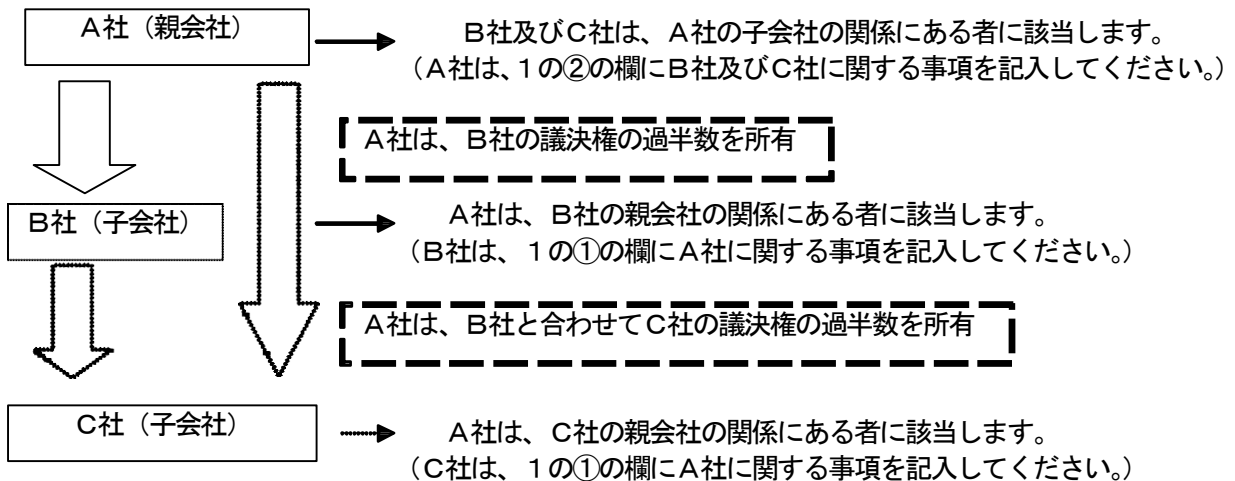 A社(親会社)
B社及びC社は、A社の子会社の関係にある者に該当します。
(A社は、1の②の欄にB社及びC社に関する事項を記入してください。)
A社は、B社の議決権の過半数を所有
B社(子会社)
A社は、B社の親会社の関係にある者に該当します。
(B社は、1の①の欄にA社に関する事項を記入してください。)
A社は、B社と合わせてC社の議決権の過半数を所有
C社(子会社)
A社は、C社の親会社の関係にある者に該当します。
(C社は、1の①の欄にA社に関する事項を記入してください。)